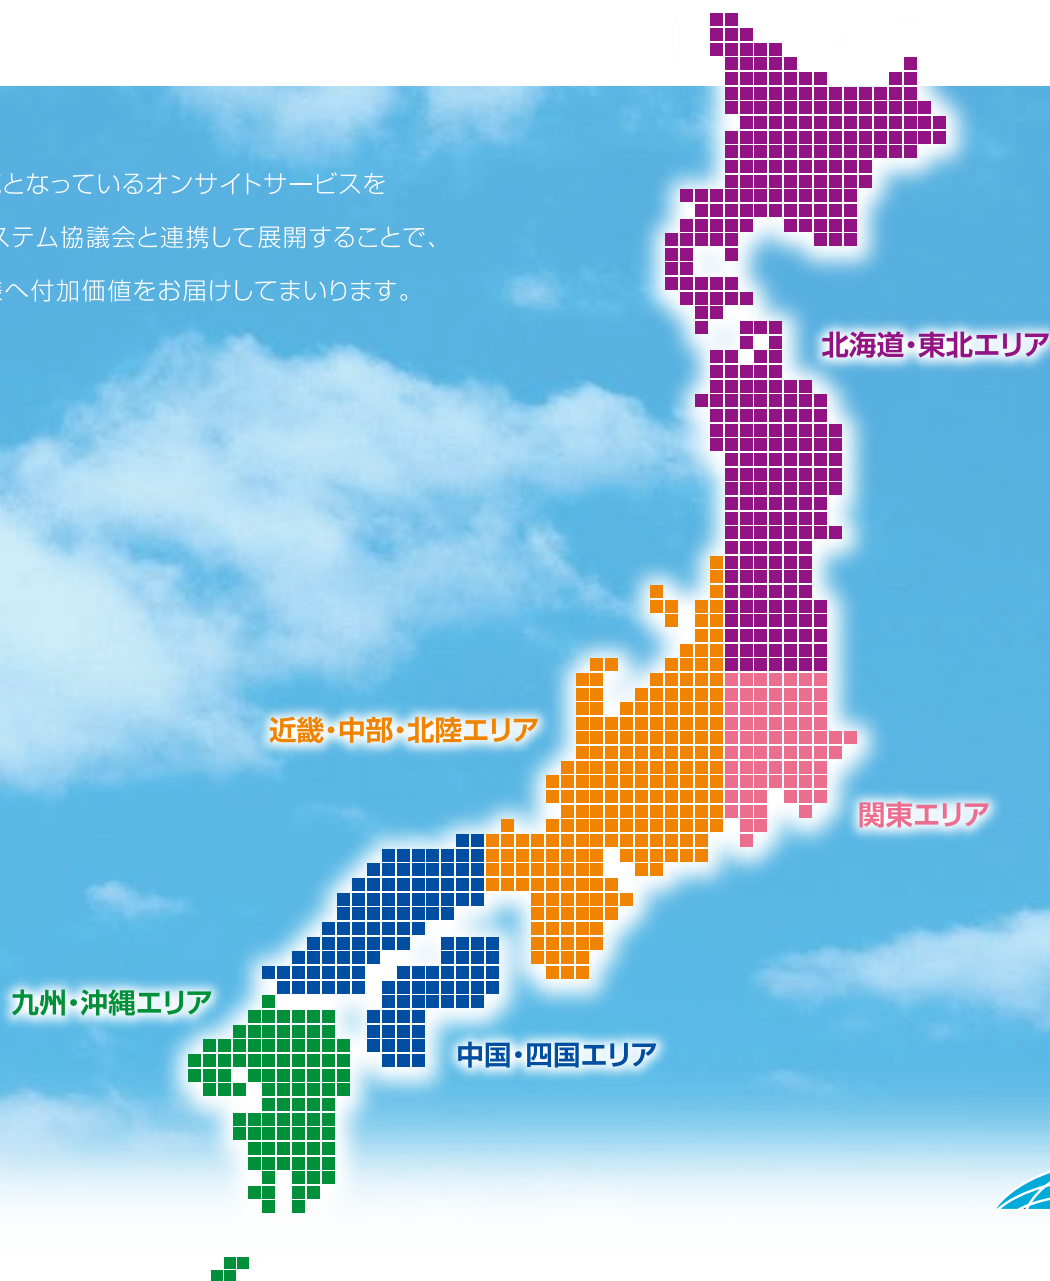 となっているオンサイトサービスを
ステム協議会と連携して展開することで、
へ付加価値をお届けしてまいります。
北海道・東北エリア
近畿・中部・北陸エリア
関東エリア
九州・沖縄エリア
中国・四国エリア